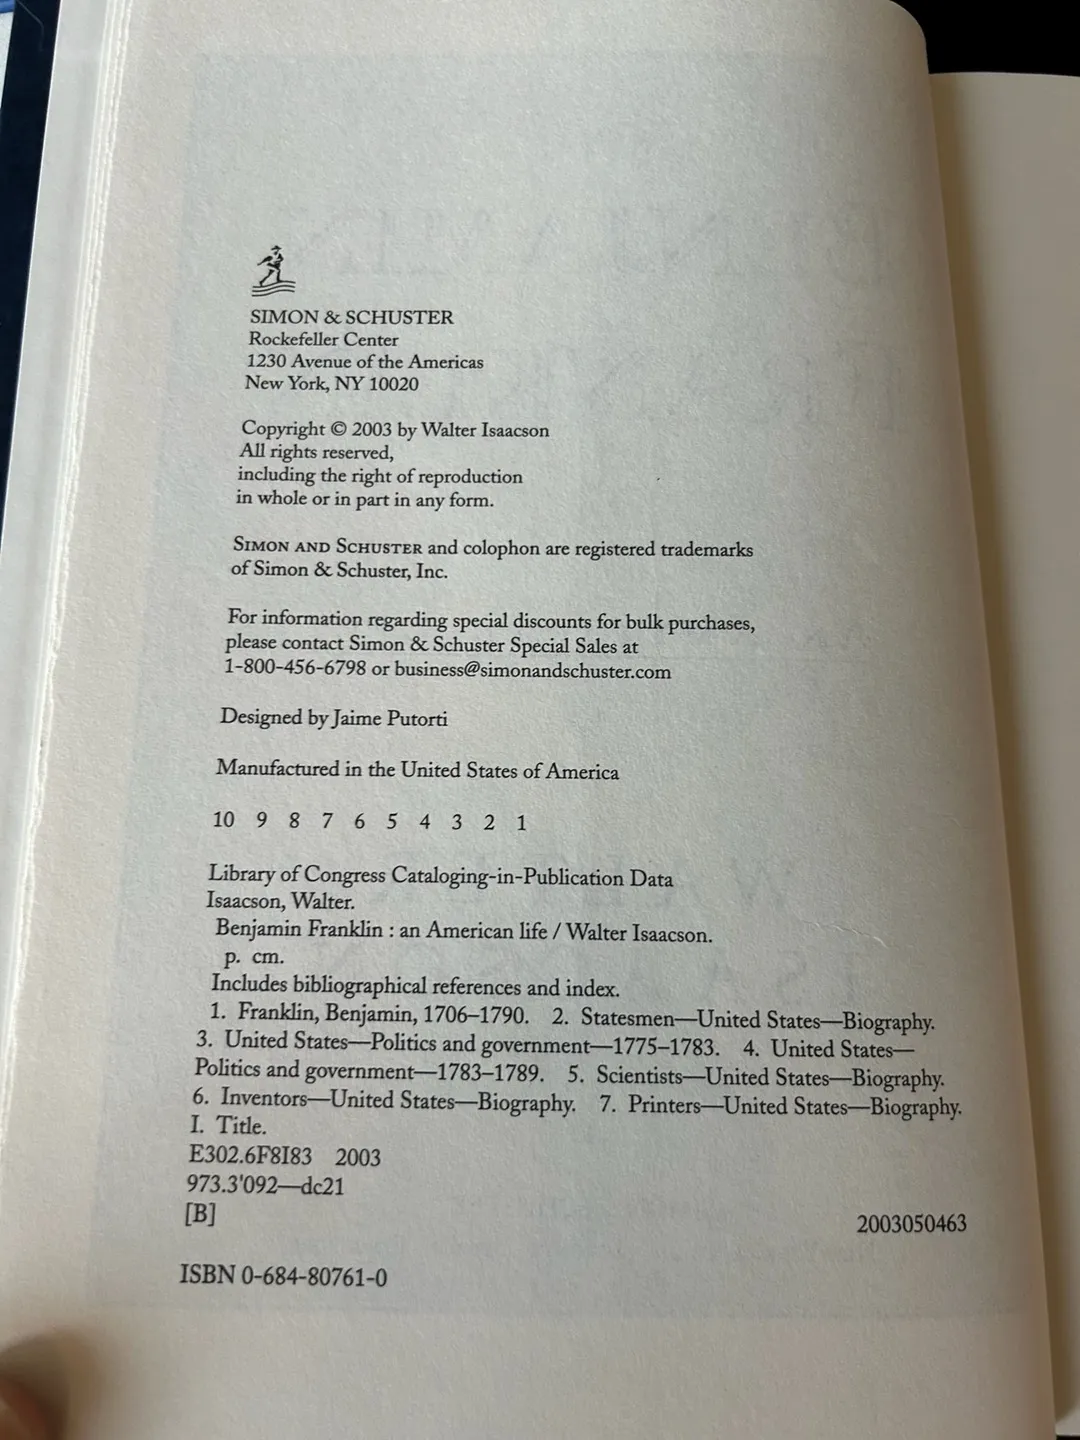 SIMON & SCHUSTER
Rockefeller Center
1230 Avenue of the Americas
New York, NY 10020
Copyright © 2003 by Walter Isaacson
All rights reserved,
including the right of reproduction
in whole or in part in any form.
SIMON AND SCHUSTER and colophon are registered trademarks
of Simon & Schuster, Inc.
For information regarding special discounts for bulk purchases,
please contact Simon & Schuster Special Sales at
1-800-456-6798 or business@simonandschuster.com
Designed by Jaime Putorti
Manufactured in the United States of America
10 9 8 7 6 5 4 3 2 1
Library of Congress Cataloging-in-Publication Data
Isaacson, Walter.
Benjamin Franklin : an American life / Walter Isaacson.
p. cm.
Includes bibliographical references and index.
1. Franklin, Benjamin, 1706–1790. 2. Statesmen—United States—Biography.
3. United States—Politics and government—1775–1783. 4. United States—
Politics and government—1783–1789. 5. Scientists—United States—Biography.
6. Inventors—United States—Biography. 7. Printers—United States—Biography.
I. Title.
E302.6F8I83 2003
973.3'092—dc21
[B]
2003050463
ISBN 0-684-80761-0